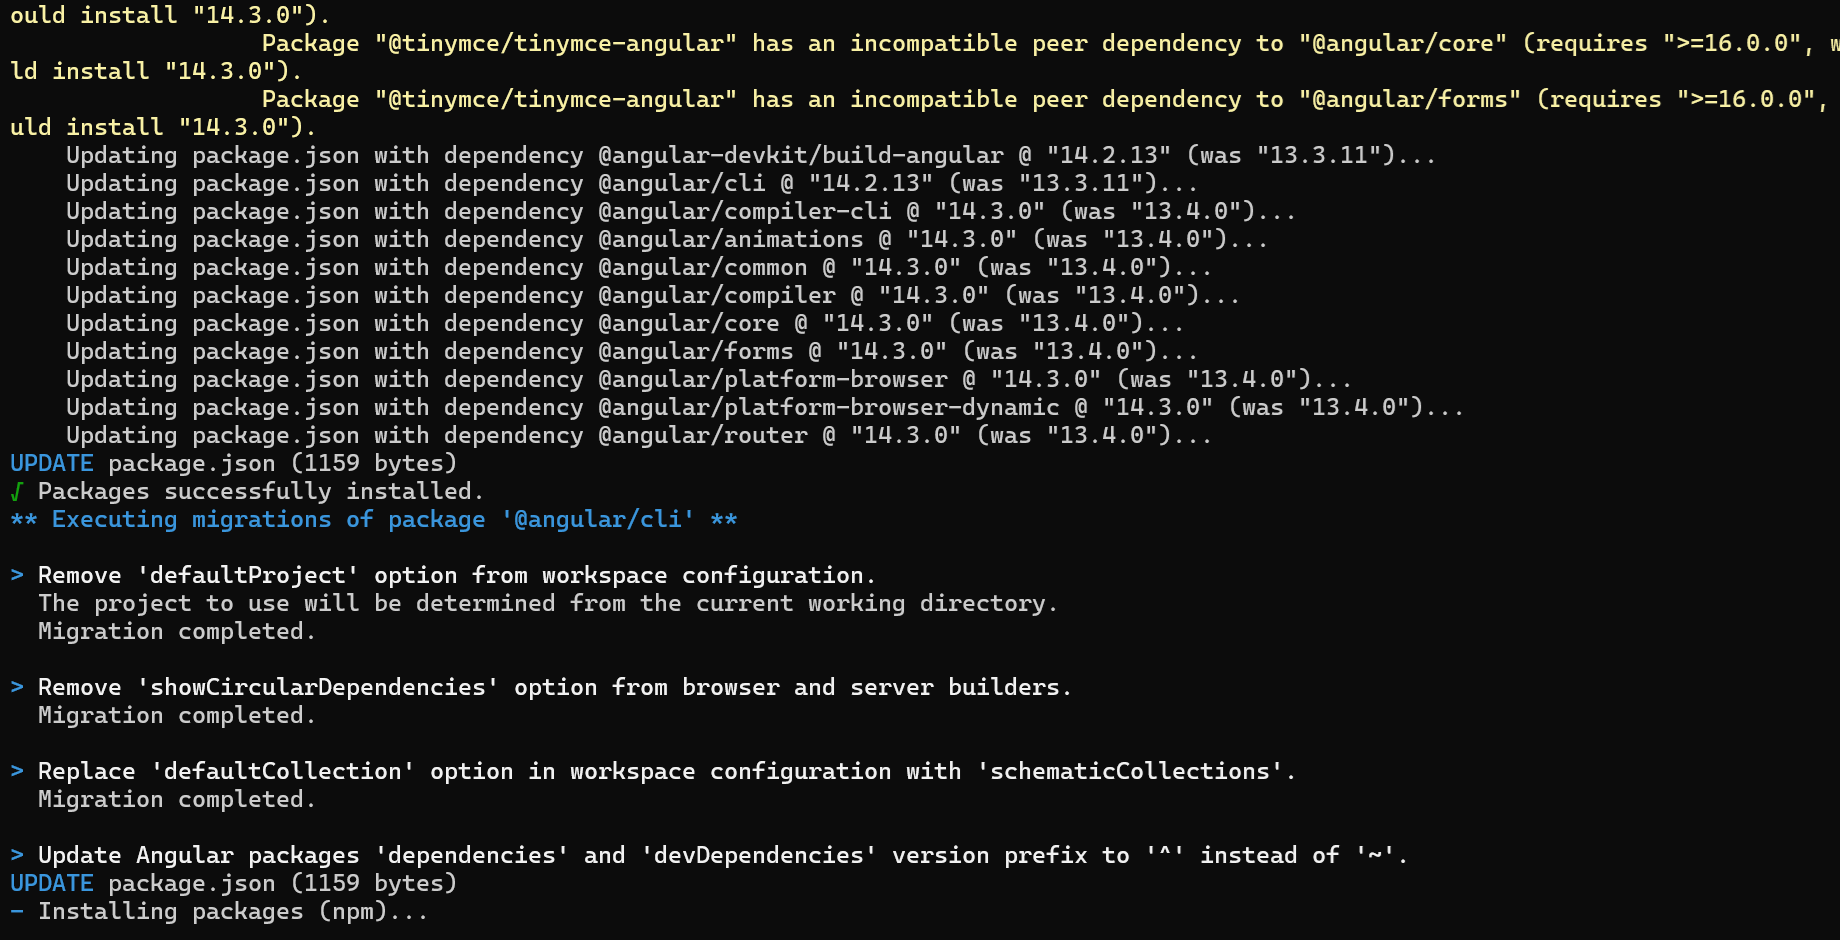 ould install "14.3.0").
Package "@tinymce/tinymce-angular" has an incompatible peer dependency to "@angular/core" (requires ">=16.0.0",
ld install "14.3.0").
Package "@tinymce/tinymce-angular" has an incompatible peer dependency to "@angular/forms" (requires ">=16.0.0",
uld install "14.3.0").
Updating package.json with dependency @angular-devkit/build-angular @ "14.2.13" (was "13.3.11")...
Updating package.json with dependency @angular/cli @ "14.2.13" (was "13.3.11")...
Updating package.json with dependency @angular/compiler-cli @ "14.3.0" (was "13.4.0")...
Updating package.json with dependency @angular/animations @ "14.3.0" (was "13.4.0")...
Updating package.json with dependency @angular/common @ "14.3.0" (was "13.4.0")...
Updating package.json with dependency @angular/compiler @ "14.3.0" (was "13.4.0")...
Updating package.json with dependency @angular/core @ "14.3.0" (was "13.4.0")...
Updating package.json with dependency @angular/forms @ "14.3.0" (was "13.4.0")...
Updating package.json with dependency @angular/platform-browser @ "14.3.0" (was "13.4.0")...
Updating package.json with dependency @angular/platform-browser-dynamic @ "14.3.0" (was "13.4.0")...
Updating package.json with dependency @angular/router @ "14.3.0" (was "13.4.0")...
UPDATE package.json (1159 bytes)
√ Packages successfully installed.
** Executing migrations of package '@angular/cli' **
> Remove 'defaultProject' option from workspace configuration.
The project to use will be determined from the current working directory.
Migration completed.
> Remove 'showCircularDependencies' option from browser and server builders.
Migration completed.
> Replace 'defaultCollection' option in workspace configuration with 'schematicCollections'.
Migration completed.
> Update Angular packages 'dependencies' and 'devDependencies' version prefix to '^' instead of '~'.
UPDATE package.json (1159 bytes)
- Installing packages (npm)...